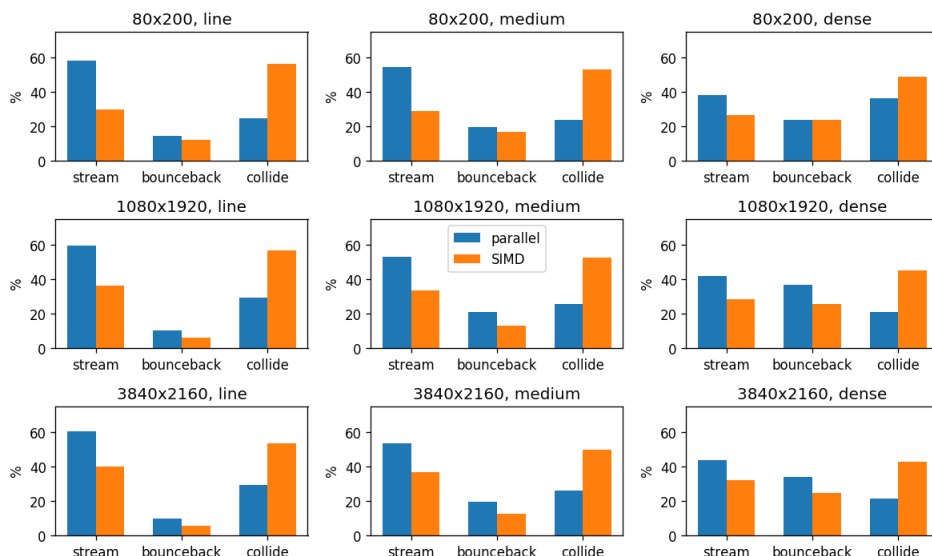 80x200, line
80x200, medium
80x200, dense
%
60
40
20
0
stream bounceback collide
%
60
40
20
0
stream bounceback collide
%
60
40
20
0
stream bounceback collide
1080x1920, line
1080x1920, medium
1080x1920, dense
%
60
40
20
0
stream bounceback collide
%
60
40
20
0
parallel
SIMD
stream bounceback collide
%
60
40
20
0
stream bounceback collide
3840x2160, line
3840x2160, medium
3840x2160, dense
%
60
40
20
0
stream bounceback collide
%
60
40
20
0
stream bounceback collide
%
60
40
20
0
stream bounceback collide